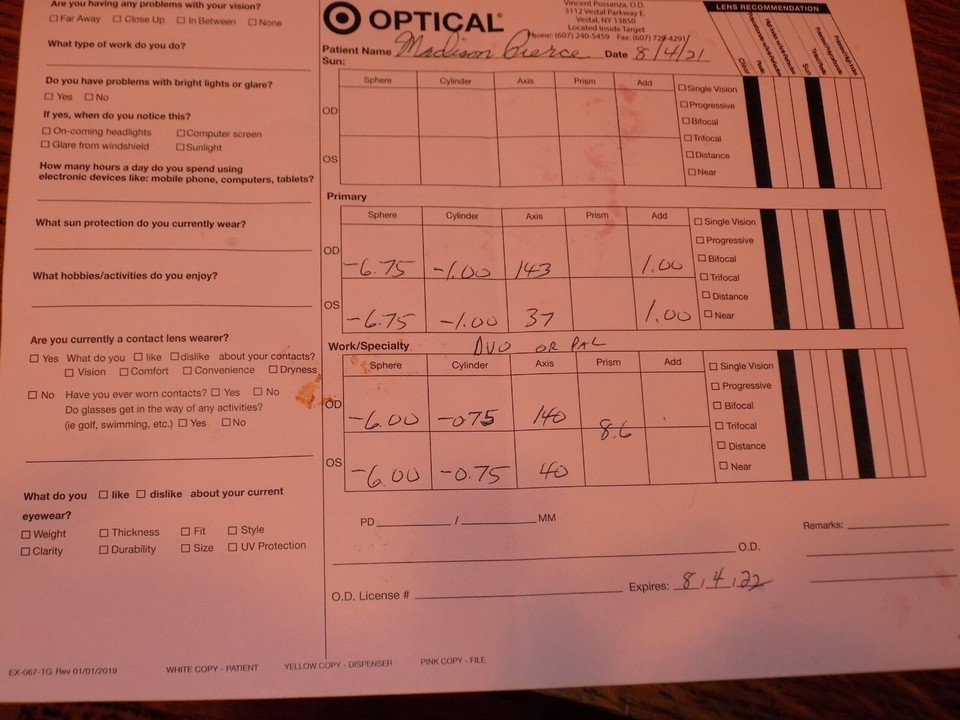 Are you having any problems with your vision?
☐ Far Away ☐ Close Up ☐ In Between ☐ None
What type of work do you do?
Do you have problems with bright lights or glare?
☐ Yes ☐ No
If yes, when do you notice this?
☐ On-coming headlights ☐ Computer screen
☐ Glare from windshield ☐ Sunlight
How many hours a day do you spend using
electronic devices like: mobile phone, computers, tablets?
What sun protection do you currently wear?
What hobbies/activities do you enjoy?
Are you currently a contact lens wearer?
☐ Yes What do you ☐ like ☐ dislike about your contacts?
☐ Vision ☐ Comfort ☐ Convenience ☐ Dryness
☐ No Have you ever worn contacts? ☐ Yes ☐ No
Do glasses get in the way of any activities?
(ie golf, swimming, etc.) ☐ Yes ☐ No
What do you ☐ like ☐ dislike about your current
eyewear?
☐ Weight ☐ Thickness ☐ Fit ☐ Style
☐ Clarity ☐ Durability ☐ Size ☐ UV Protection
OPTICAL®
Vincent Possanza, O.D.
3112 Vestal Parkway E.
Vestal, NY 13850
Located Inside Target
Phone: (607) 240-5459 Fax: (607) 729-4291
LENS RECOMMENDATION
Patient Name Madison Pierce Date 8/4/21
Sun:
Sphere Cylinder Axis Prism Add
OD
OS
☐ Single Vision
☐ Progressive
☐ Bifocal
☐ Trifocal
☐ Distance
☐ Near
Primary
Sphere Cylinder Axis Prism Add
OD -6.75 -1.00 143 1.00
OS -6.75 -1.00 37 1.00
☐ Single Vision
☐ Progressive
☐ Bifocal
☐ Trifocal
☐ Distance
☐ Near
Work/Specialty DVO OR PAL
Sphere Cylinder Axis Prism Add
OD -6.00 -075 140
8.6
OS -6.00 -0.75 40
☐ Single Vision
☐ Progressive
☐ Bifocal
☐ Trifocal
☐ Distance
☐ Near
PD / MM
Remarks:
O.D.
O.D. License # Expires: 8,4,22
EX-067-TG Rev 01/01/2019 WHITE COPY - PATIENT YELLOW COPY - DISPENSER PINK COPY - FILE